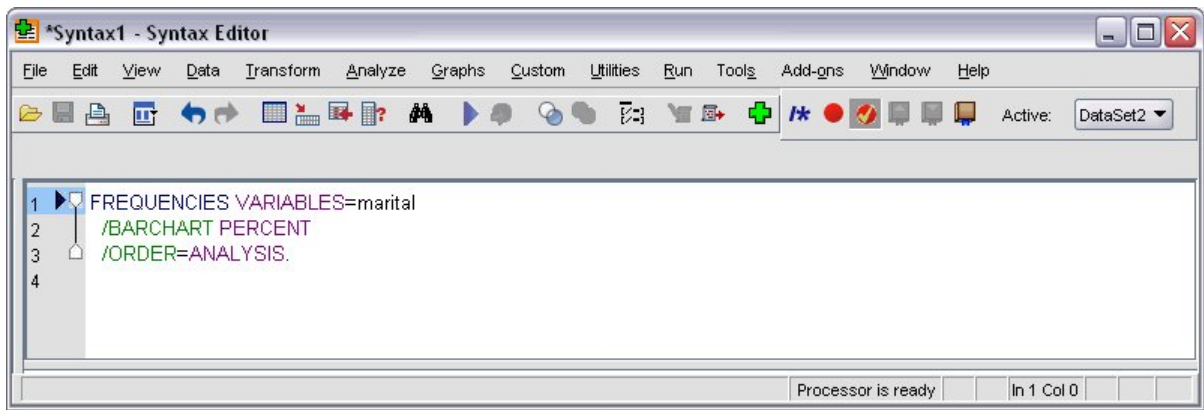 *Syntax1 - Syntax Editor
File Edit View Data Transform Analyze Graphs Custom Utilities Run Tools Add-ons Window Help
Active: DataSet2
1 FREQUENCIES VARIABLES=marital
2 /BARCHART PERCENT
3 /ORDER=ANALYSIS.
4
Processor is ready In 1 Col 0